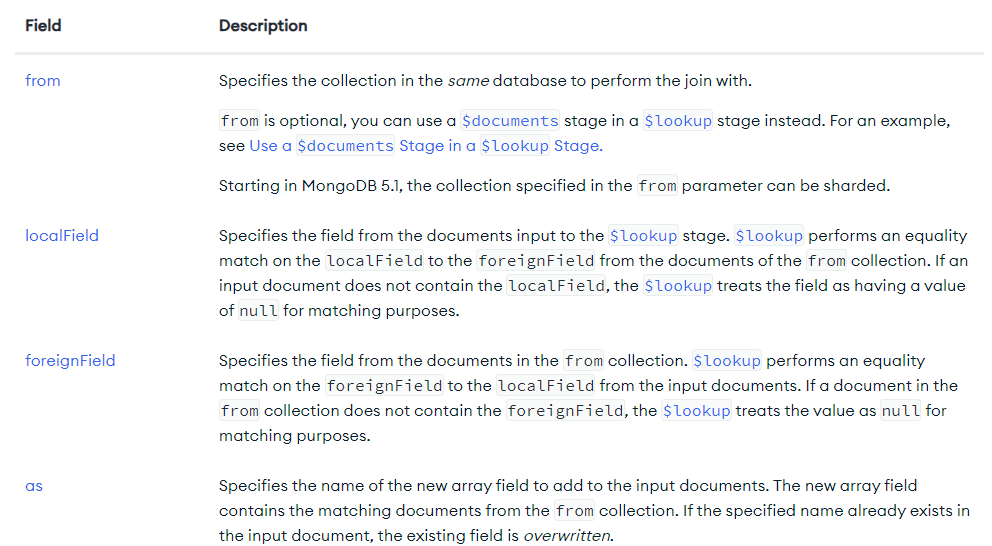 Field Description
from Specifies the collection in the same database to perform the join with.
from is optional, you can use a $documents stage in a $lookup stage instead. For an example,
see Use a $documents Stage in a $lookup Stage.
Starting in MongoDB 5.1, the collection specified in the from parameter can be sharded.
localField Specifies the field from the documents input to the $lookup stage. $lookup performs an equality
match on the localField to the foreignField from the documents of the from collection. If an
input document does not contain the localField, the $lookup treats the field as having a value
of null for matching purposes.
foreignField Specifies the field from the documents in the from collection. $lookup performs an equality
match on the foreignField to the localField from the input documents. If a document in the
from collection does not contain the foreignField, the $lookup treats the value as null for
matching purposes.
as Specifies the name of the new array field to add to the input documents. The new array field
contains the matching documents from the from collection. If the specified name already exists in
the input document, the existing field is overwritten.